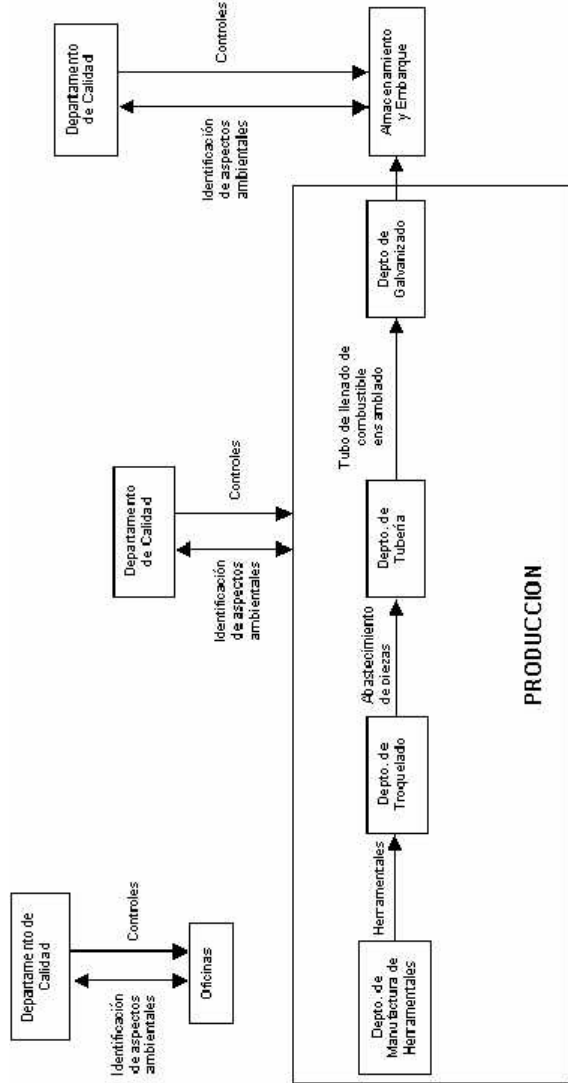 Departamento de
Calidad
Identificación
de aspectos
ambientales
Controles
Oficinas
Departamento
de Calidad
Identificación
de aspectos
ambientales
Controles
Departamento
de Calidad
Identificación
de aspectos
ambientales
Controles
Depto. de
Manufactura de
Herramentales
Herramentales
Depto. de
Troquelado
Abastecimiento
de piezas
Depto. de
Tubería
Tubo de llenado de
combustible
ensamblado
Depto de
Galvanizado
Almacenamiento
y Embarque
PRODUCCION